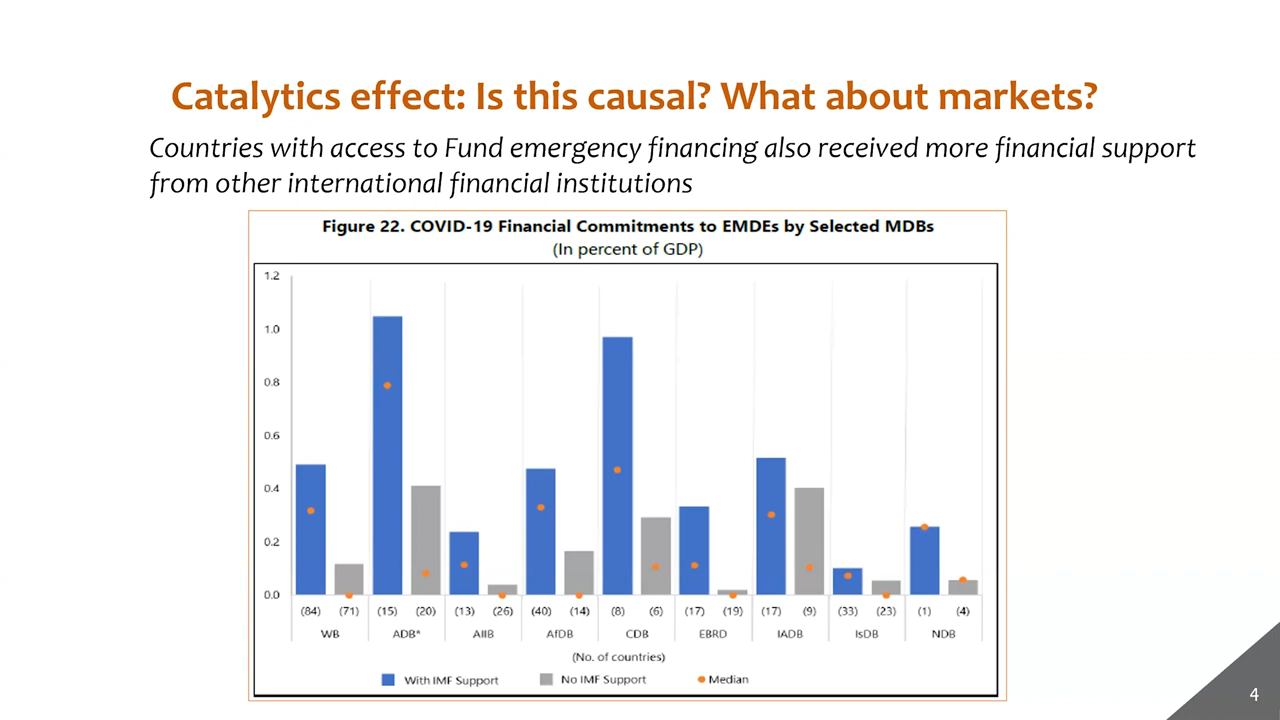 Catalytics effect: Is this causal? What about markets?
Countries with access to Fund emergency financing also received more financial support
from other international financial institutions
Figure 22. COVID-19 Financial Commitments to EMDEs by Selected MDBs
(In percent of GDP)
1.2
1.0
0.8
0.6
0.4
0.2
0.0
(84) (71) (15) (20) (13) (26) (40) (14) (8) (6) (17) (19) (17) (9) (33) (23) (1) (4)
WB ADB* AIIB AfDB CDB EBRD IADB IsDB NDB
(No. of countries)
With IMF Support No IMF Support Median
4